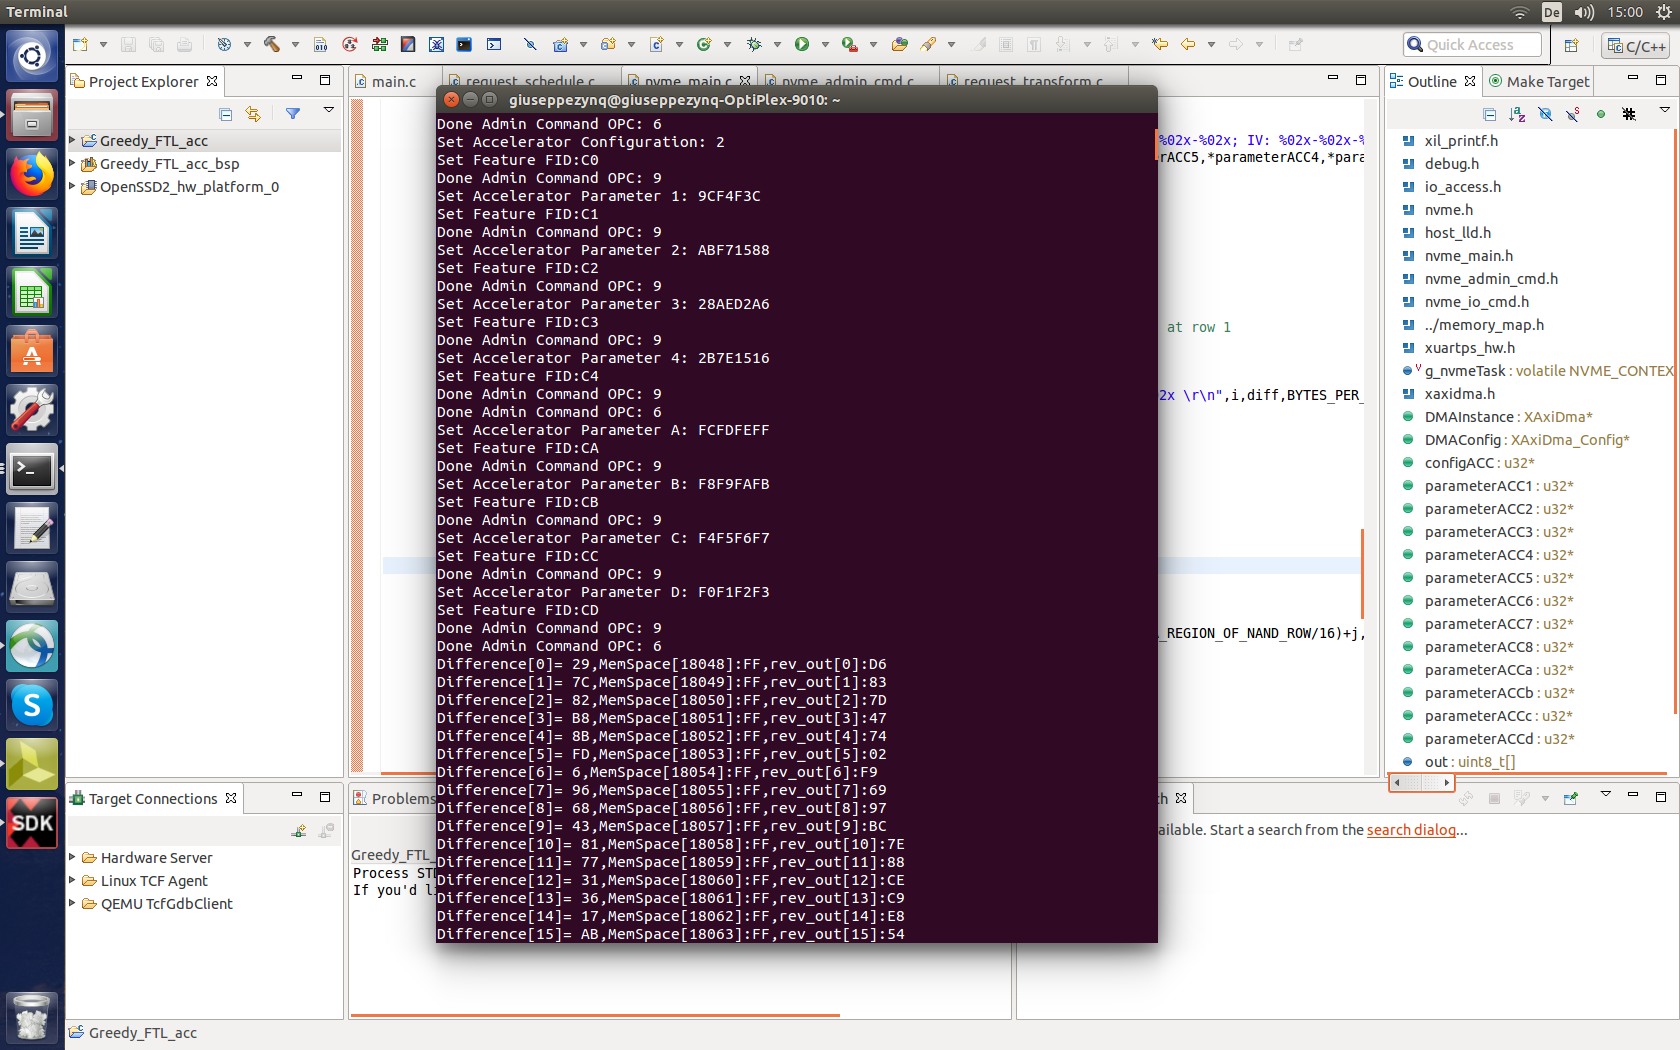 Terminal
De
15:00
Quick Access
C/C++
Project Explorer
Greedy_FTL_acc
Greedy_FTL_acc_bsp
OpenSSD2_hw_platform_0
main.c
request_schedule.c
nvme_main.c
nvme_admin_cmd.c
request_transform.c
giuseppezynq@giuseppezynq-OptiPlex-9010: ~
Done Admin Command OPC: 6
Set Accelerator Configuration: 2
Set Feature FID:C0
Done Admin Command OPC: 9
Set Accelerator Parameter 1: 9CF4F3C
Set Feature FID:C1
Done Admin Command OPC: 9
Set Accelerator Parameter 2: ABF71588
Set Feature FID:C2
Done Admin Command OPC: 9
Set Accelerator Parameter 3: 28AED2A6
Set Feature FID:C3
Done Admin Command OPC: 9
Set Accelerator Parameter 4: 2B7E1516
Set Feature FID:C4
Done Admin Command OPC: 9
Done Admin Command OPC: 6
Set Accelerator Parameter A: FCFDFEFF
Set Feature FID:CA
Done Admin Command OPC: 9
Set Accelerator Parameter B: F8F9FAFB
Set Feature FID:CB
Done Admin Command OPC: 9
Set Accelerator Parameter C: F4F5F6F7
Set Feature FID:CC
Done Admin Command OPC: 9
Set Accelerator Parameter D: F0F1F2F3
Set Feature FID:CD
Done Admin Command OPC: 9
Done Admin Command OPC: 6
Difference[0]= 29,MemSpace[18048]:FF,rev_out[0]:D6
Difference[1]= 7C,MemSpace[18049]:FF,rev_out[1]:83
Difference[2]= 82,MemSpace[18050]:FF,rev_out[2]:7D
Difference[3]= B8,MemSpace[18051]:FF,rev_out[3]:47
Difference[4]= 8B,MemSpace[18052]:FF,rev_out[4]:74
Difference[5]= FD,MemSpace[18053]:FF,rev_out[5]:02
Difference[6]= 6,MemSpace[18054]:FF,rev_out[6]:F9
Difference[7]= 96,MemSpace[18055]:FF,rev_out[7]:69
Difference[8]= 68,MemSpace[18056]:FF,rev_out[8]:97
Difference[9]= 43,MemSpace[18057]:FF,rev_out[9]:BC
Difference[10]= 81,MemSpace[18058]:FF,rev_out[10]:7E
Difference[11]= 77,MemSpace[18059]:FF,rev_out[11]:88
Difference[12]= 31,MemSpace[18060]:FF,rev_out[12]:CE
Difference[13]= 36,MemSpace[18061]:FF,rev_out[13]:C9
Difference[14]= 17,MemSpace[18062]:FF,rev_out[14]:E8
Difference[15]= AB,MemSpace[18063]:FF,rev_out[15]:54
%02x-%02x; IV: %02x-%02x-%
rACC5,*parameterACC4,*para
at row 1
2x \r\n",i,diff,BYTES_PER_
_REGION_OF_NAND_ROW/16)+j,
Outline
Make Target
xil_printf.h
debug.h
io_access.h
nvme.h
host_lld.h
nvme_main.h
nvme_admin_cmd.h
nvme_io_cmd.h
../memory_map.h
xuartps_hw.h
g_nvmeTask : volatile NVME_CONTEX
xaxidma.h
DMAInstance : XAxiDma*
DMAConfig : XAxiDma_Config*
configACC : u32*
parameterACC1 : u32*
parameterACC2 : u32*
parameterACC3 : u32*
parameterACC4 : u32*
parameterACC5 : u32*
parameterACC6 : u32*
parameterACC7 : u32*
parameterACC8 : u32*
parameterACCa : u32*
parameterACCb : u32*
parameterACCc : u32*
parameterACCd : u32*
out : uint8_t[]
Target Connections
Hardware Server
Linux TCF Agent
QEMU TcfGdbClient
Problems
Greedy_FTL_
Process ST
If you'd l
h
ailable. Start a search from the search dialog...
SDK
Greedy_FTL_acc